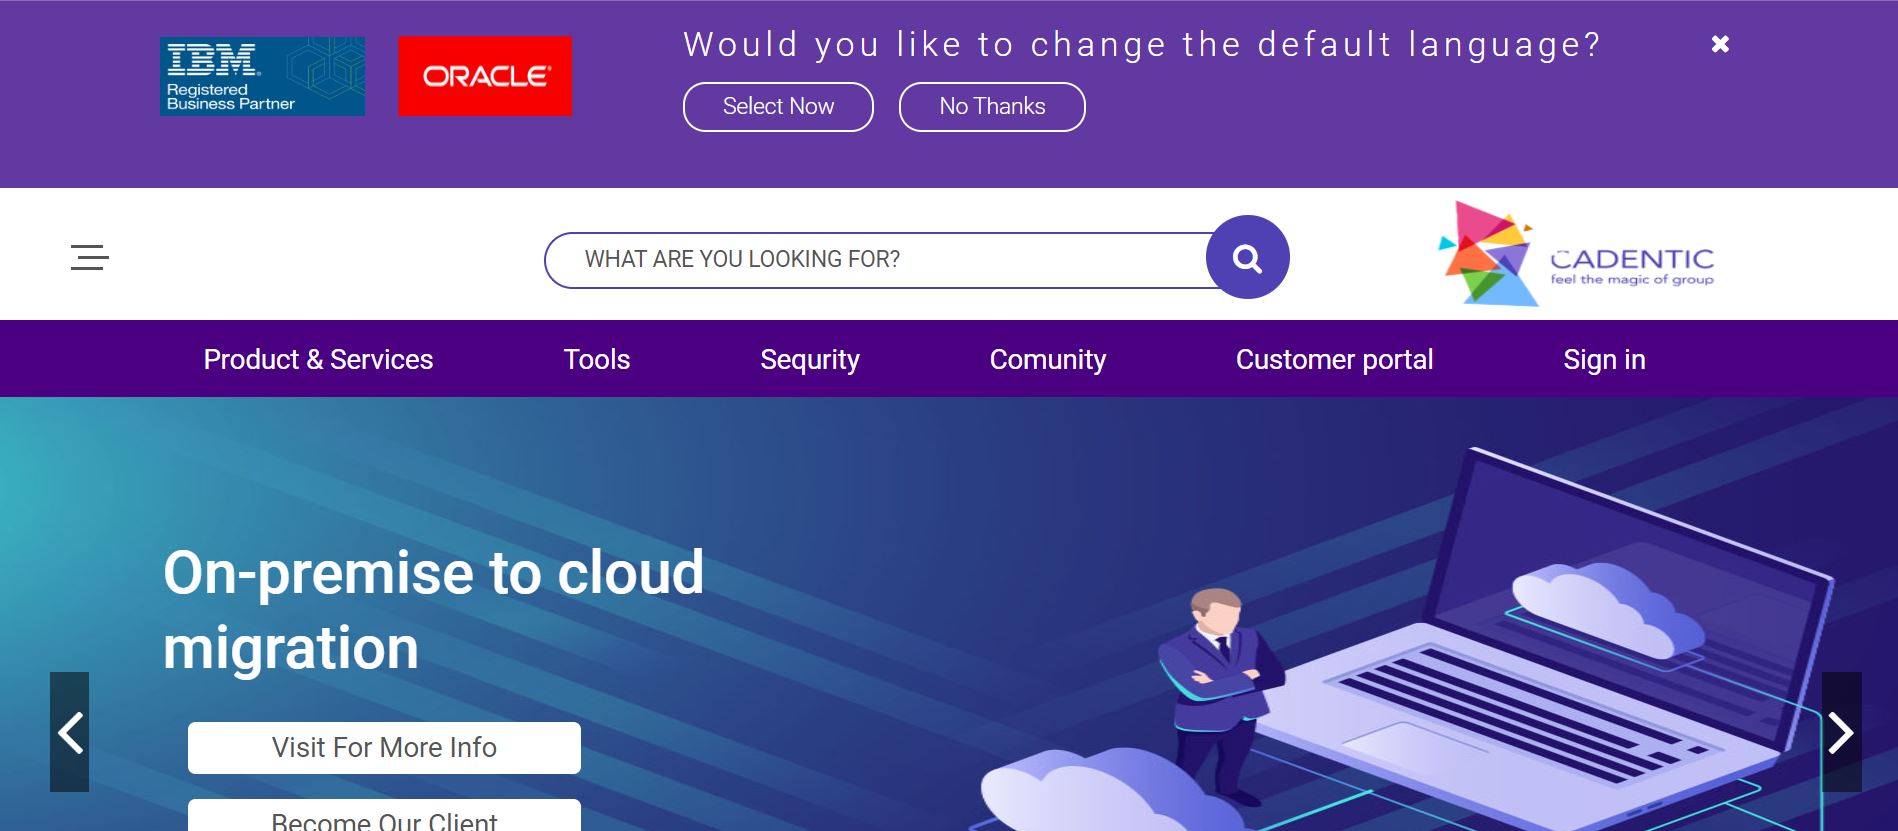 IBM
Registered
Business Partner
ORACLE®
Would you like to change the default language?
Select Now
No Thanks
WHAT ARE YOU LOOKING FOR?
CADENTIC
feel the magic of group
Product & Services
Tools
Sequrity
Comunity
Customer portal
Sign in
On-premise to cloud
migration
Visit For More Info
Become Our Client